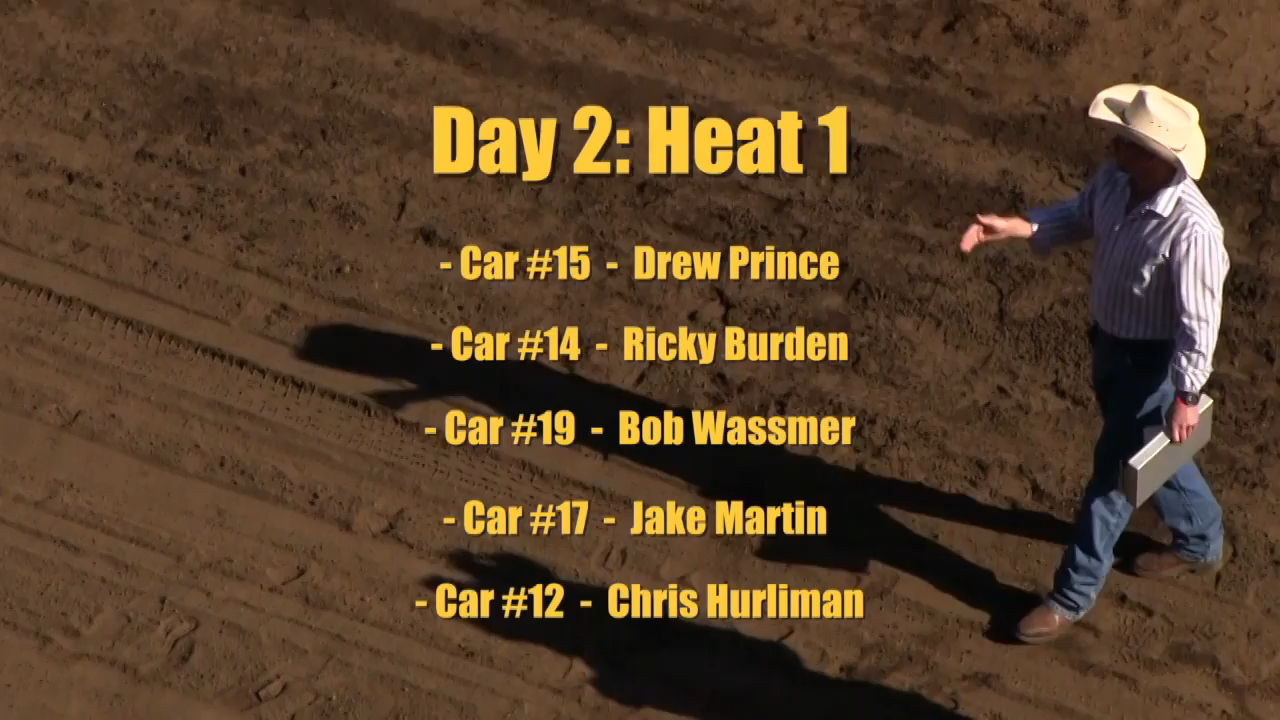 Day 2: Heat 1
- Car #15 - Drew Prince
- Car #14 - Ricky Burden
- Car #19 - Bob Wassmer
- Car #17 - Jake Martin
- Car #12 - Chris Hurliman